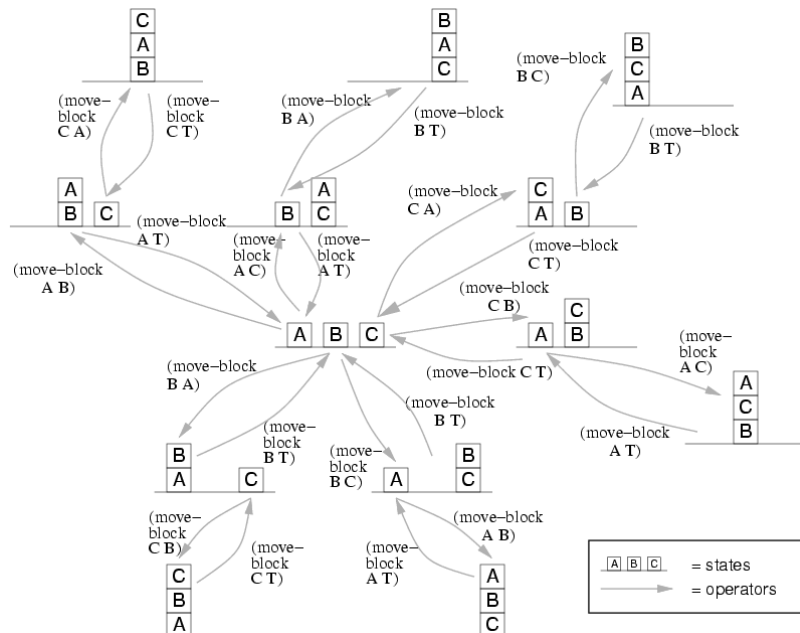 C
A
B
(move–
block
C A)
(move–
block
C T)
B
A
C
(move–block
B A)
(move–block
B T)
B
C
A
(move–block
B C)
(move–block
B T)
A
B C
(move–block
A T)
(move–block
A B)
A
B C
(move–
block
A C)
(move–
block
A T)
C
A B
(move–block
C A)
(move–block
C T)
A B C
(move–block
C B)
C
A B
(move–block C T)
(move–
block
A C)
A
C
B
(move–block
A T)
(move–block
B A)
(move–
block
B T)
B
A C
(move–block
B T)
(move–
block
B C)
B
A C
(move–
block
C B)
(move–
block
C T)
C
B
A
(move–block
A B)
(move–
block
A T)
A
B
C
A B C = states
= operators